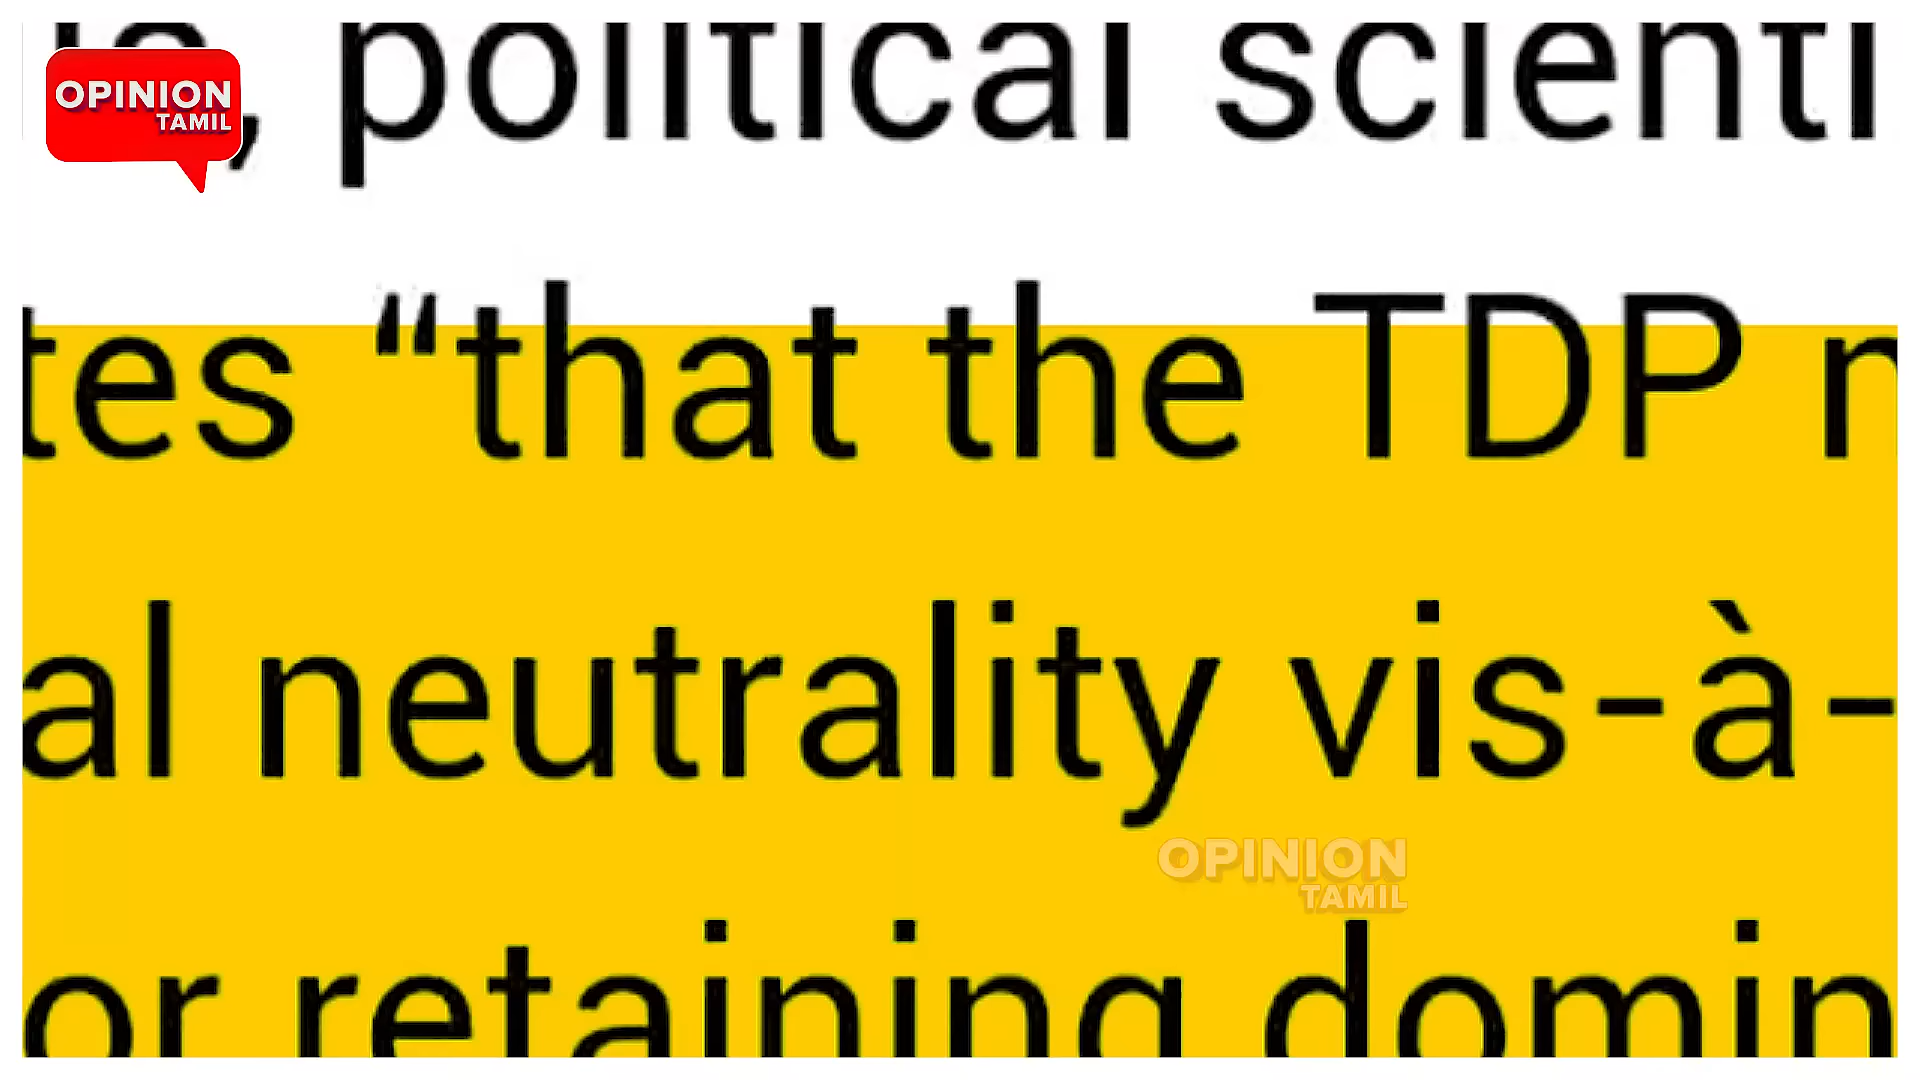 OPINION
TAMIL
political scienti
tes “that the TDP
al neutrality vis-à-
or retaining domin
OPINION
TAMIL